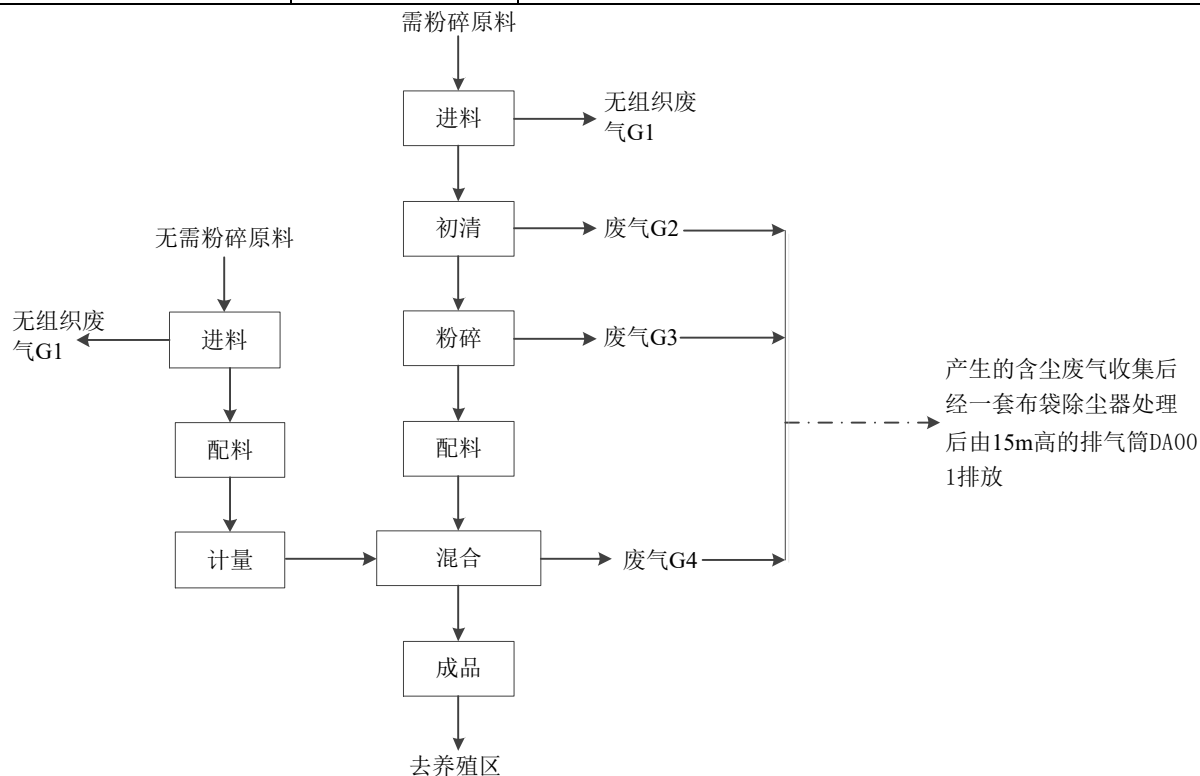 需粉碎原料
进料
无组织废
气G1
初清
废气G2
无需粉碎原料
无组织废
气G1
进料
粉碎
废气G3
产生的含尘废气收集后
经一套布袋除尘器处理
后由15m高的排气筒DA00
1排放
配料
配料
计量
混合
废气G4
成品
去养殖区